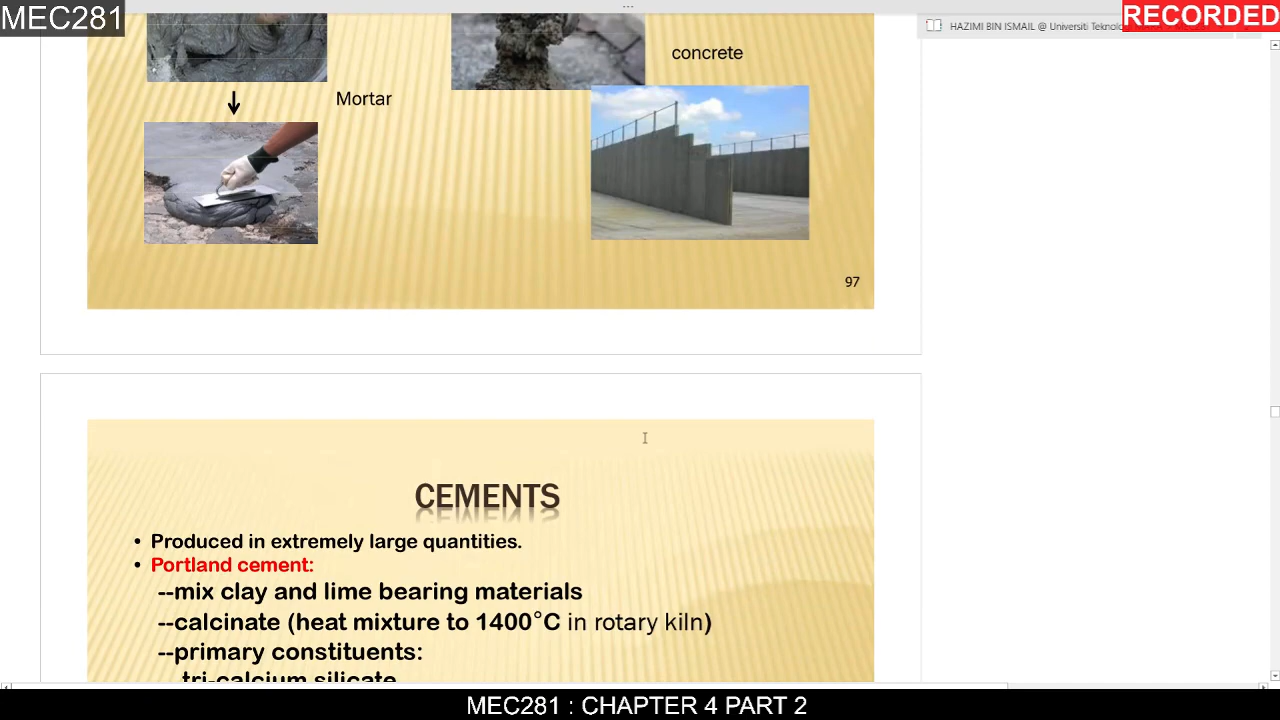 MEC281
RECORDED
HAZIMI BIN ISMAIL @ Universiti Teknolo
concrete
Mortar
97
CEMENTS
• Produced in extremely large quantities.
• Portland cement:
--mix clay and lime bearing materials
--calcinate (heat mixture to 1400°C in rotary kiln)
--primary constituents:
tri-calcium silicate
MEC281 : CHAPTER 4 PART 2